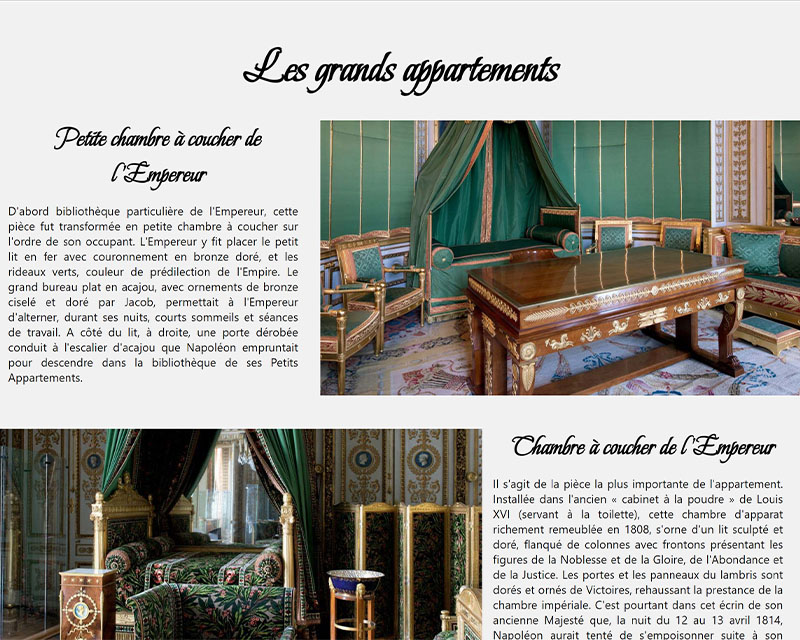 Les grands appartements
Petite chambre à coucher de
l'Empereur
D'abord bibliothèque particulière de l'Empereur, cette
pièce fut transformée en petite chambre à coucher sur
l'ordre de son occupant. L'Empereur y fit placer le petit
lit en fer avec couronnement en bronze doré, et les
rideaux verts, couleur de prédilection de l'Empire. Le
grand bureau plat en acajou, avec ornements de bronze
ciselé et doré par Jacob, permettait à l'Empereur
d'alterner, durant ses nuits, courts sommeils et séances
de travail. A côté du lit, à droite, une porte dérobée
conduit à l'escalier d'acajou que Napoléon empruntait
pour descendre dans la bibliothèque de ses Petits
Appartements.
Chambre à coucher de l'Empereur
Il s'agit de la pièce la plus importante de l'appartement.
Installée dans l'ancien « cabinet à la poudre » de Louis
XVI (servant à la toilette), cette chambre d'apparat
richement remeublée en 1808, s'orne d'un lit sculpté et
doré, flanqué de colonnes avec frontons présentant les
figures de la Noblesse et de la Gloire, de l'Abondance et
de la Justice. Les portes et les panneaux du lambris sont
dorés et ornés de Victoires, rehaussant la prestance de la
chambre impériale. C'est pourtant dans cet écrin de son
ancienne Majesté que, la nuit du 12 au 13 avril 1814,
Napoléon aurait tenté de s'empoisonner suite à son